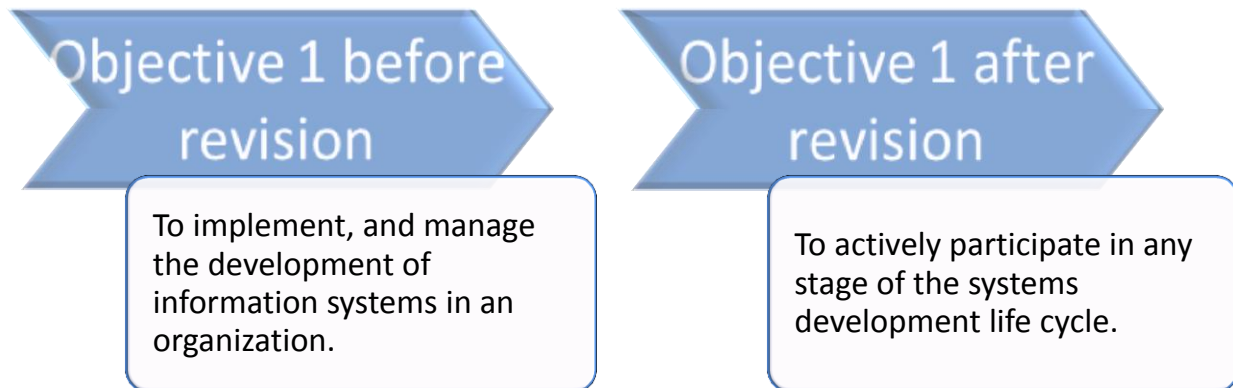 Objective 1 before
revision
To implement, and manage
the development of
information systems in an
organization.
Objective 1 after
revision
To actively participate in any
stage of the systems
development life cycle.